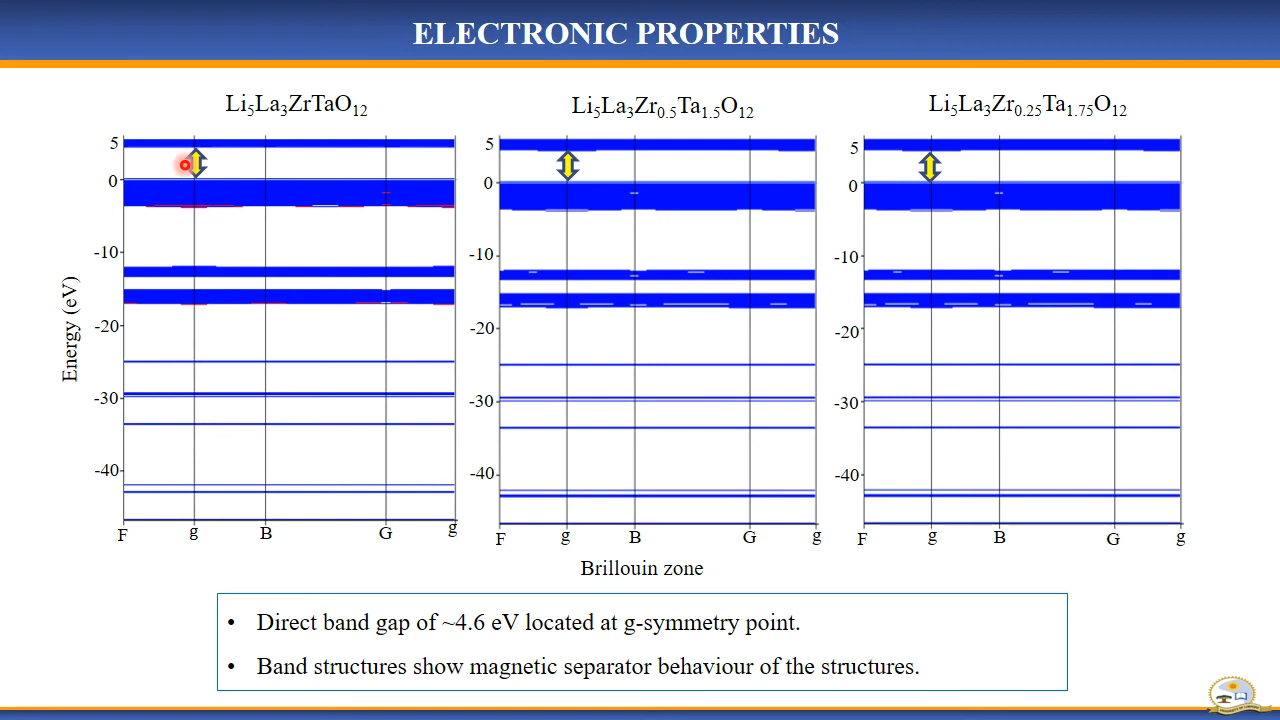 ELECTRONIC PROPERTIES
Li₅La₃ZrTaO₁₂
Li₅La₃Zr₀.₅Ta₁.₅O₁₂
Li₅La₃Zr₀.₂₅Ta₁.₇₅O₁₂
Energy (eV)
5
0
-10
-20
-30
-40
F g B G g
5
0
-10
-20
-30
-40
F g B G g
5
0
-10
-20
-30
-40
F g B G g
Brillouin zone
• Direct band gap of ~4.6 eV located at g-symmetry point.
• Band structures show magnetic separator behaviour of the structures.